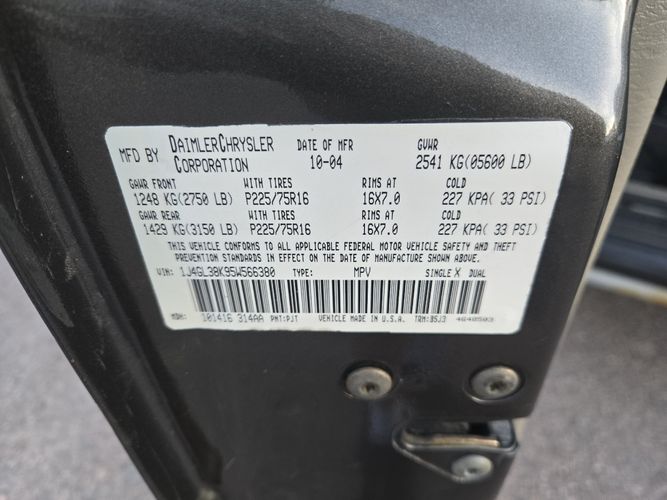 MFD BY DAIMLERCHRYSLER CORPORATION DATE OF MFR 10-04 GVWR 2541 KG(05600 LB)
GAWR FRONT WITH TIRES RIMS AT COLD
1248 KG(2750 LB) P225/75R16 16X7.0 227 KPA( 33 PSI)
GAWR REAR WITH TIRES RIMS AT COLD
1429 KG(3150 LB) P225/75R16 16X7.0 227 KPA( 33 PSI)
THIS VEHICLE CONFORMS TO ALL APPLICABLE FEDERAL MOTOR VEHICLE SAFETY AND THEFT
PREVENTION STANDARDS IN EFFECT ON THE DATE OF MANUFACTURE SHOWN ABOVE.
VIN: 1J4GL38K95W566380 TYPE: MPV SINGLE X DUAL
MDH: 101416 314AA PNT:PJT VEHICLE MADE IN U.S.A. TRM:BSJ3